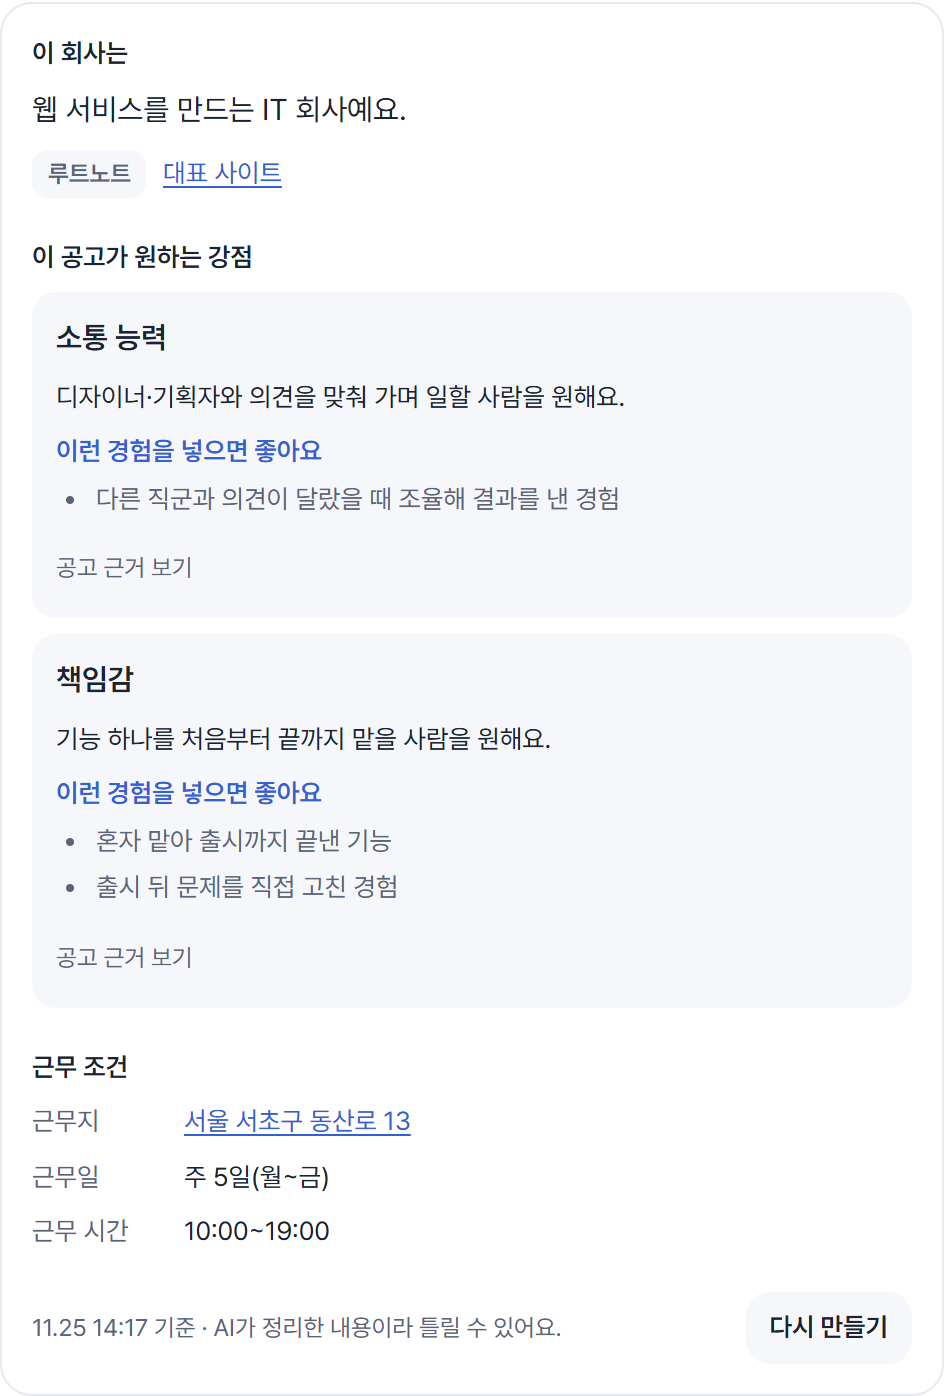 이 회사는
웹 서비스를 만드는 IT 회사예요.
루트노트 대표 사이트
이 공고가 원하는 강점
소통 능력
디자이너·기획자와 의견을 맞춰 가며 일할 사람을 원해요.
이런 경험을 넣으면 좋아요
• 다른 직군과 의견이 달랐을 때 조율해 결과를 낸 경험
공고 근거 보기
책임감
기능 하나를 처음부터 끝까지 맡을 사람을 원해요.
이런 경험을 넣으면 좋아요
• 혼자 맡아 출시까지 끝낸 기능
• 출시 뒤 문제를 직접 고친 경험
공고 근거 보기
근무 조건
근무지 서울 서초구 동산로 13
근무일 주 5일(월~금)
근무 시간 10:00~19:00
11.25 14:17 기준 · AI가 정리한 내용이라 틀릴 수 있어요.
다시 만들기